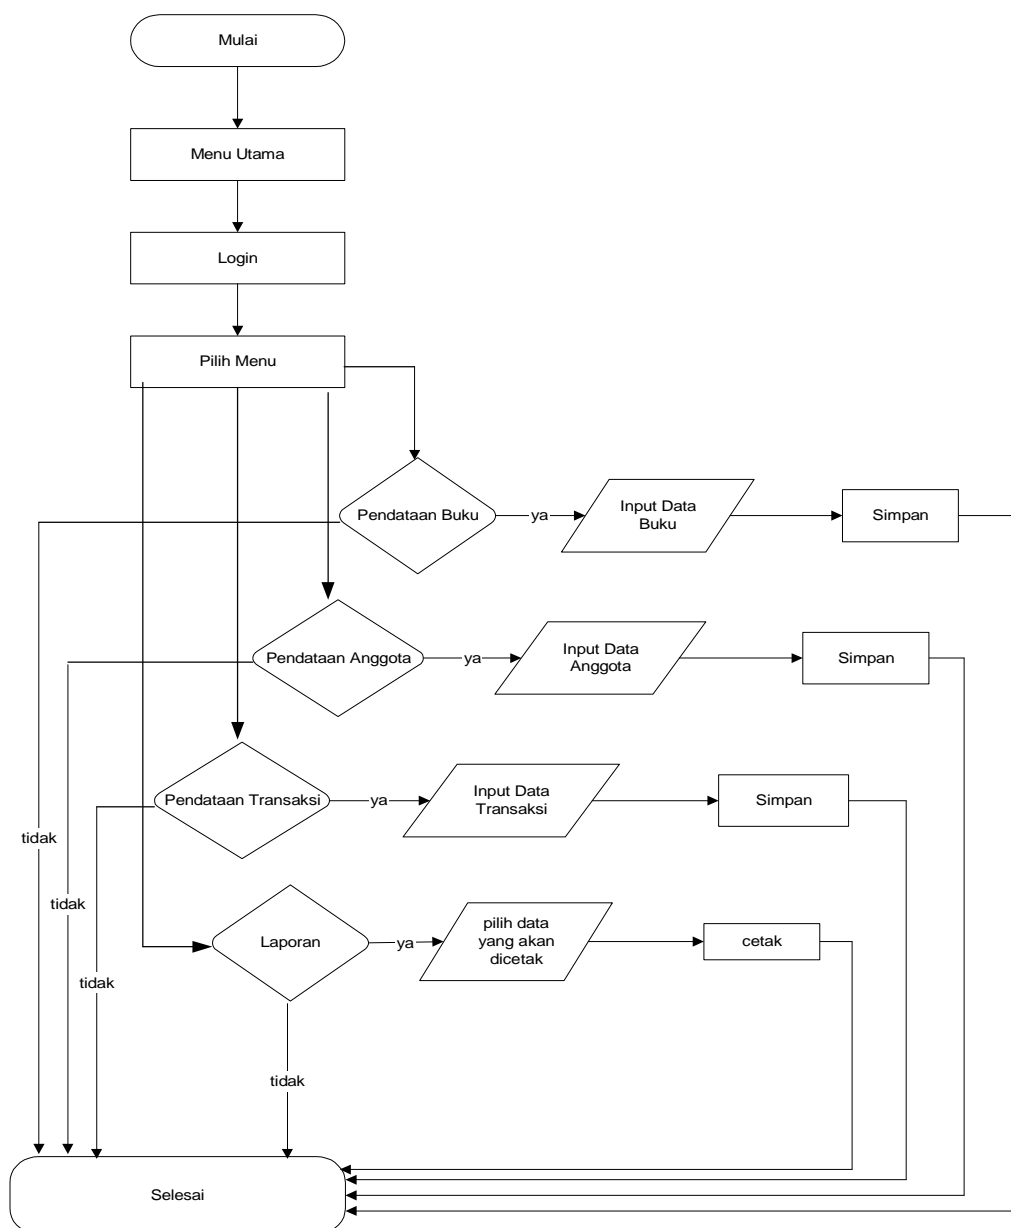 Mulai
Menu Utama
Login
Pilih Menu
Pendataan Buku
ya
Input Data
Buku
Simpan
Pendataan Anggota
ya
Input Data
Anggota
Simpan
Pendataan Transaksi
ya
Input Data
Transaksi
Simpan
tidak
tidak
Laporan
ya
pilih data
yang akan
dicetak
cetak
tidak
tidak
Selesai